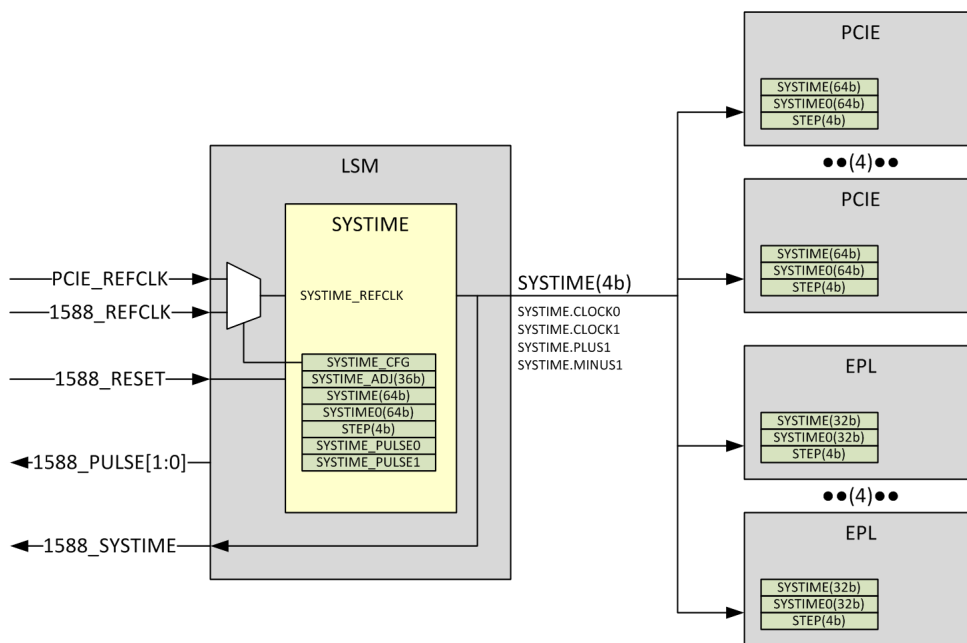 PCIE
SYSTIME(64b)
SYSTIME0(64b)
STEP(4b)
●●(4)●●
PCIE
SYSTIME(64b)
SYSTIME0(64b)
STEP(4b)
LSM
SYSTIME
PCIE_REFCLK
1588_REFCLK
SYSTIME_REFCLK
SYSTIME(4b)
SYSTIME.CLOCK0
SYSTIME.CLOCK1
SYSTIME.PLUS1
SYSTIME.MINUS1
1588_RESET
SYSTIME_CFG
SYSTIME_ADJ(36b)
SYSTIME(64b)
SYSTIME0(64b)
STEP(4b)
SYSTIME_PULSE0
SYSTIME_PULSE1
1588_PULSE[1:0]
1588_SYSTIME
EPL
SYSTIME(32b)
SYSTIME0(32b)
STEP(4b)
●●(4)●●
EPL
SYSTIME(32b)
SYSTIME0(32b)
STEP(4b)